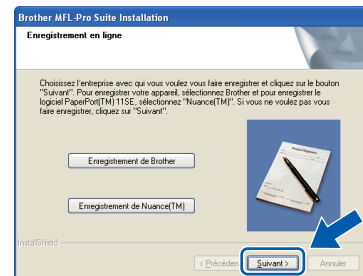 Brother MFL-Pro Suite Installation
Enregistrement en ligne
Choisissez l'entreprise avec qui vous voulez vous faire enregistrer et cliquez sur le bouton
"Suivant". Pour enregistrer votre appareil, sélectionnez Brother et pour enregistrer le
logiciel PaperPort(TM) 11SE, sélectionnez "Nuance(TM)". Si vous ne voulez pas vous
faire enregistrer, cliquez sur "Suivant".
Enregistrement de Brother
Enregistrement de Nuance(TM)
InstallShield
< Précéden
Suivant >
Annuler